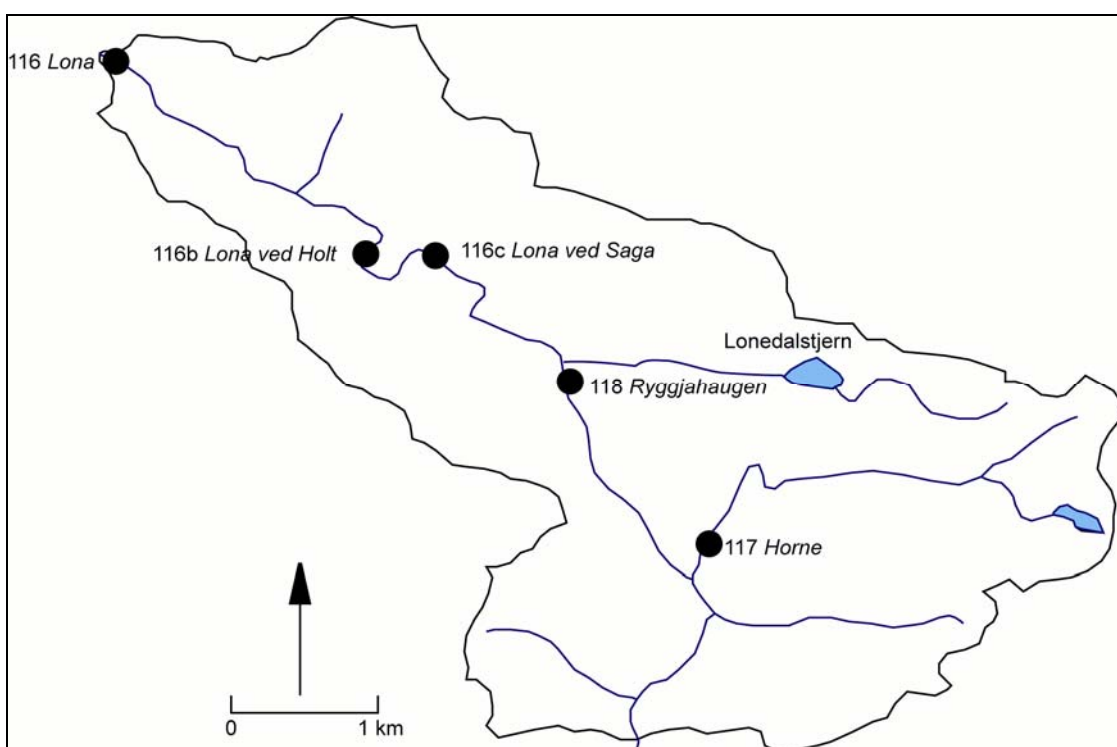 116 Lona
116b Lona ved Holt
116c Lona ved Saga
Lonedalstjern
118 Ryggjahaugen
117 Horne
0 1 km